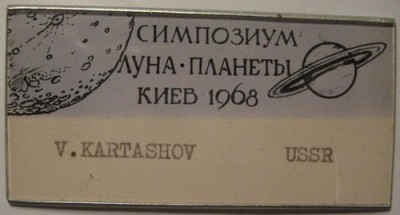 СИМПОЗИУМ
ЛУНА·ПЛАНЕТЫ
КИЕВ 1968
V.KARTASHOV USSR